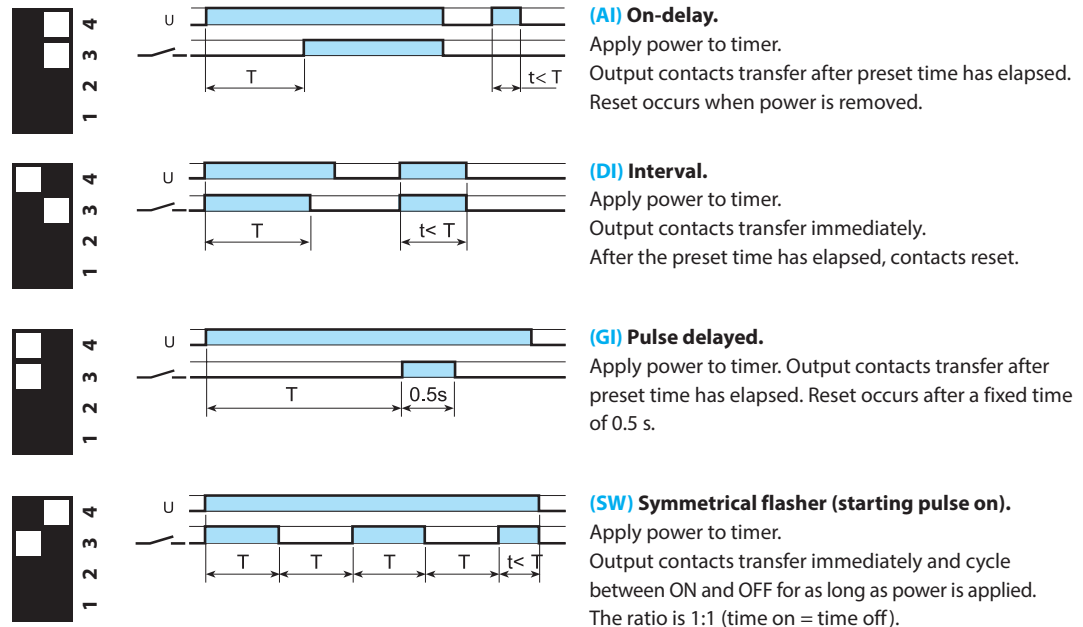 4
3
2
1
U
T
t< T
(AI) On-delay.
Apply power to timer.
Output contacts transfer after preset time has elapsed.
Reset occurs when power is removed.
4
3
2
1
U
T
t< T
(DI) Interval.
Apply power to timer.
Output contacts transfer immediately.
After the preset time has elapsed, contacts reset.
4
3
2
1
U
T
0.5s
(GI) Pulse delayed.
Apply power to timer. Output contacts transfer after
preset time has elapsed. Reset occurs after a fixed time
of 0.5 s.
4
3
2
1
U
T T T T t< T
(SW) Symmetrical flasher (starting pulse on).
Apply power to timer.
Output contacts transfer immediately and cycle
between ON and OFF for as long as power is applied.
The ratio is 1:1 (time on = time off).